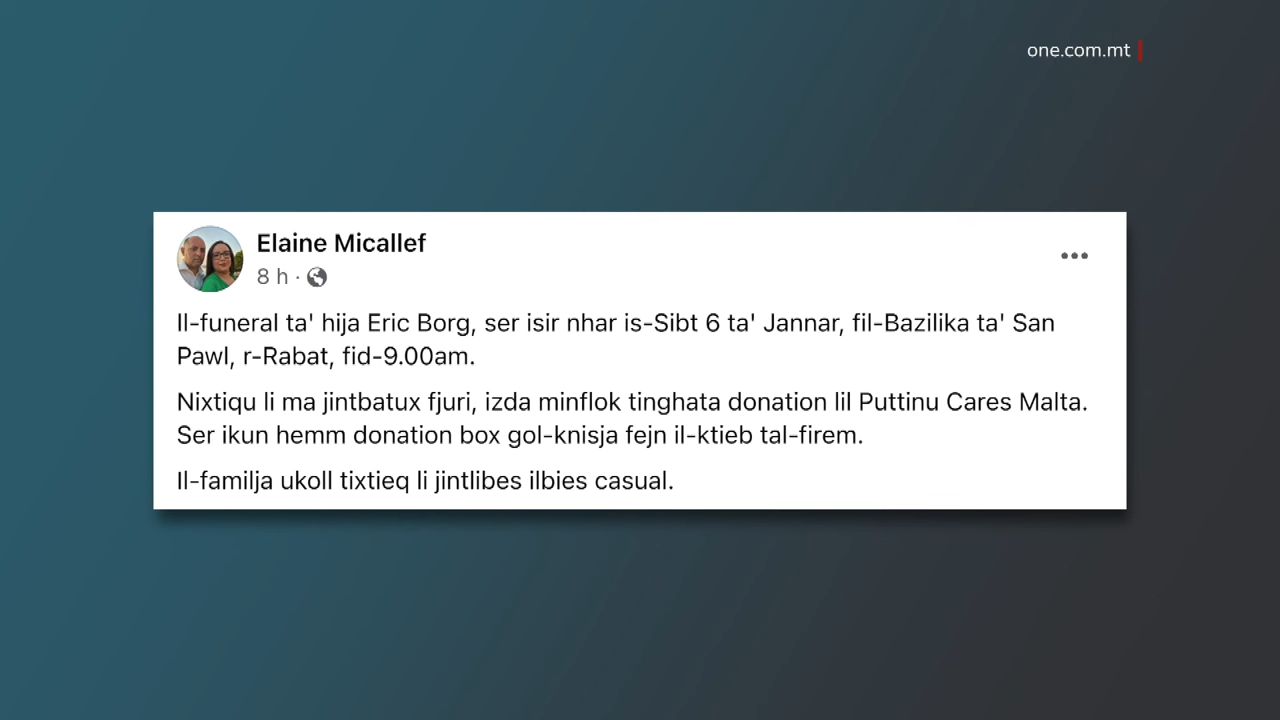 one.com.mt
Elaine Micallef
8 h ·
Il-funeral ta' hija Eric Borg, ser isir nhar is-Sibt 6 ta' Jannar, fil-Bazilika ta' San
Pawl, r-Rabat, fid-9.00am.
Nixtiqu li ma jintbatux fjuri, izda minflok tinghata donation lil Puttinu Cares Malta.
Ser ikun hemm donation box gol-knisja fejn il-ktieb tal-firem.
Il-familja ukoll tixtieq li jintlibes ilbies casual.